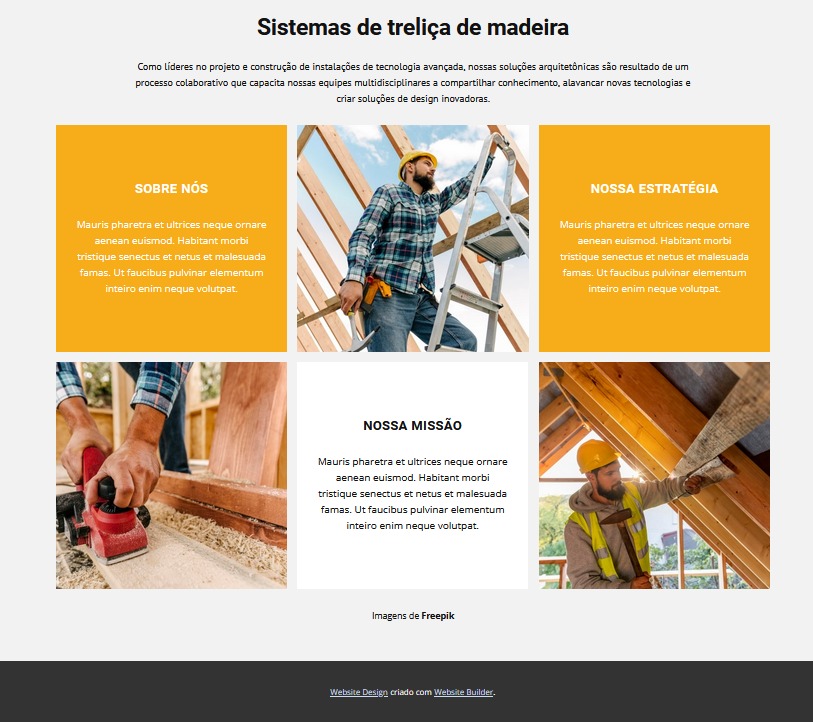 Sistemas de treliça de madeira
Como líderes no projeto e construção de instalações de tecnologia avançada, nossas soluções arquitetônicas são resultado de um
processo colaborativo que capacita nossas equipes multidisciplinares a compartilhar conhecimento, alavancar novas tecnologias e
criar soluções de design inovadoras.
SOBRE NÓS
Mauris pharetra et ultrices neque ornare
aenean euismod. Habitant morbi
tristique senectus et netus et malesuada
famas. Ut faucibus pulvinar elementum
inteiro enim neque volutpat.
NOSSA ESTRATÉGIA
Mauris pharetra et ultrices neque ornare
aenean euismod. Habitant morbi
tristique senectus et netus et malesuada
famas. Ut faucibus pulvinar elementum
inteiro enim neque volutpat.
NOSSA MISSÃO
Mauris pharetra et ultrices neque ornare
aenean euismod. Habitant morbi
tristique senectus et netus et malesuada
famas. Ut faucibus pulvinar elementum
inteiro enim neque volutpat.
Imagens de Freepik
Website Design criado com Website Builder.